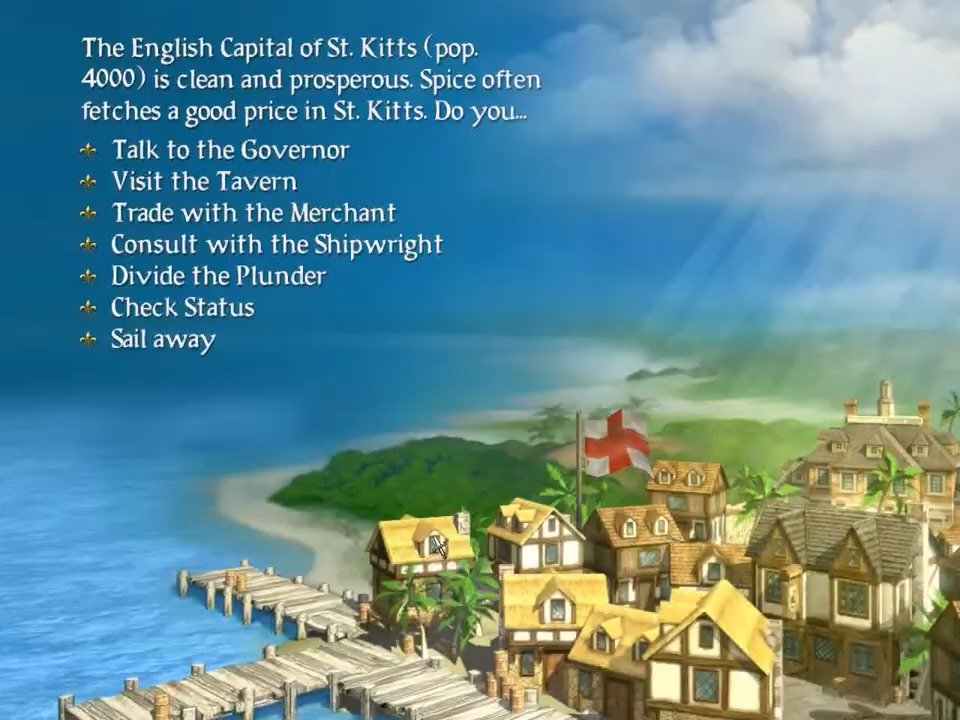 The English Capital of St. Kitts (pop.
4000) is clean and prosperous. Spice often
fetches a good price in St. Kitts. Do you...
Talk to the Governor
Visit the Tavern
Trade with the Merchant
Consult with the Shipwright
Divide the Plunder
Check Status
Sail away